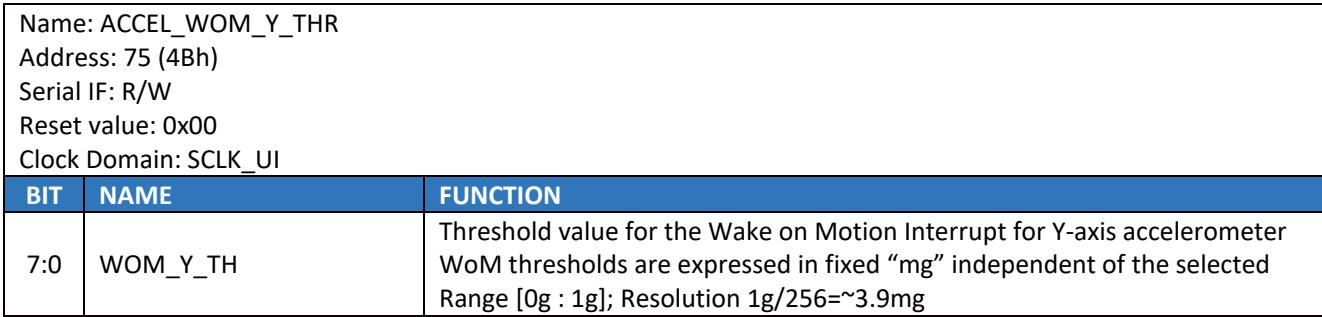 Name: ACCEL_WOM_Y_THR
Address: 75 (4Bh)
Serial IF: R/W
Reset value: 0x00
Clock Domain: SCLK_UI
BIT NAME FUNCTION
7:0 WOM_Y_TH Threshold value for the Wake on Motion Interrupt for Y-axis accelerometer
WoM thresholds are expressed in fixed “mg” independent of the selected
Range [0g : 1g]; Resolution 1g/256=~3.9mg